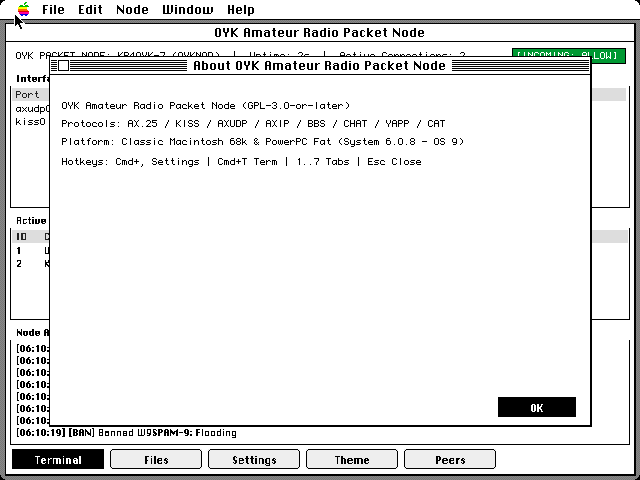 File Edit Node Window Help
OYK Amateur Radio Packet Node
OYK PACKET NODE: KR4OYK-7 (OYKNOD) | Uptime: 2s | Active Connections: 2 [INCOMING: ALLOW]
About OYK Amateur Radio Packet Node
Port
axudp0
kiss0
OYK Amateur Radio Packet Node (GPL-3.0-or-later)
Protocols: AX.25 / KISS / AXUDP / AXIP / BBS / CHAT / YAPP / CAT
Platform: Classic Macintosh 68k & PowerPC Fat (System 6.0.8 - OS 9)
Hotkeys: Cmd+, Settings | Cmd+T Term | 1..7 Tabs | Esc Close
Active
ID
1
2
Node A
[06:10:
[06:10:
[06:10:
[06:10:
[06:10:
[06:10:
[06:10:
OK
[06:10:19] [BAN] Banned W9SPAM-9: Flooding
Terminal Files Settings Theme Peers